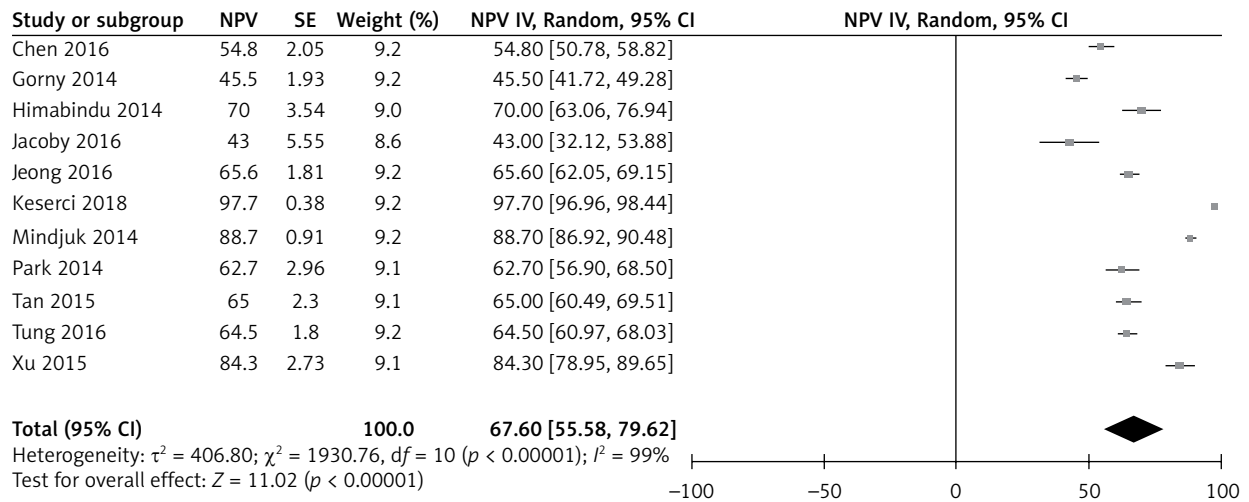 Study or subgroup NPV SE Weight (%) NPV IV, Random, 95% CI NPV IV, Random, 95% CI
Chen 2016 54.8 2.05 9.2 54.80 [50.78, 58.82]
Gorny 2014 45.5 1.93 9.2 45.50 [41.72, 49.28]
Himabindu 2014 70 3.54 9.0 70.00 [63.06, 76.94]
Jacoby 2016 43 5.55 8.6 43.00 [32.12, 53.88]
Jeong 2016 65.6 1.81 9.2 65.60 [62.05, 69.15]
Keserci 2018 97.7 0.38 9.2 97.70 [96.96, 98.44]
Mindjuk 2014 88.7 0.91 9.2 88.70 [86.92, 90.48]
Park 2014 62.7 2.96 9.1 62.70 [56.90, 68.50]
Tan 2015 65 2.3 9.1 65.00 [60.49, 69.51]
Tung 2016 64.5 1.8 9.2 64.50 [60.97, 68.03]
Xu 2015 84.3 2.73 9.1 84.30 [78.95, 89.65]
Total (95% CI) 100.0 67.60 [55.58, 79.62]
Heterogeneity: τ² = 406.80; χ² = 1930.76, df = 10 (p < 0.00001); I² = 99%
Test for overall effect: Z = 11.02 (p < 0.00001)
−100 −50 0 50 100